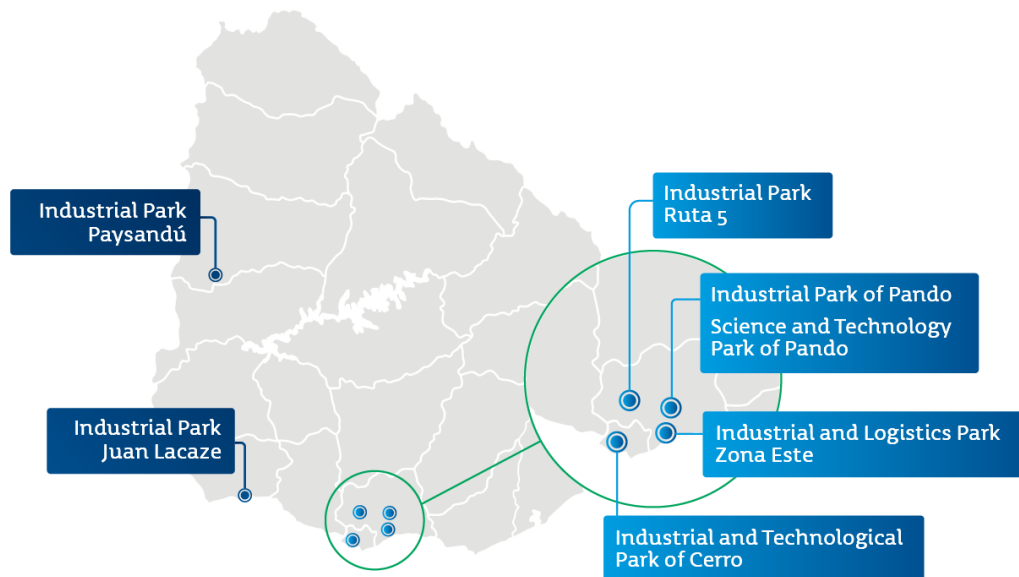 Industrial Park
Paysandú
Industrial Park
Juan Lacaze
Industrial Park
Ruta 5
Industrial Park of Pando
Science and Technology
Park of Pando
Industrial and Logistics Park
Zona Este
Industrial and Technological
Park of Cerro